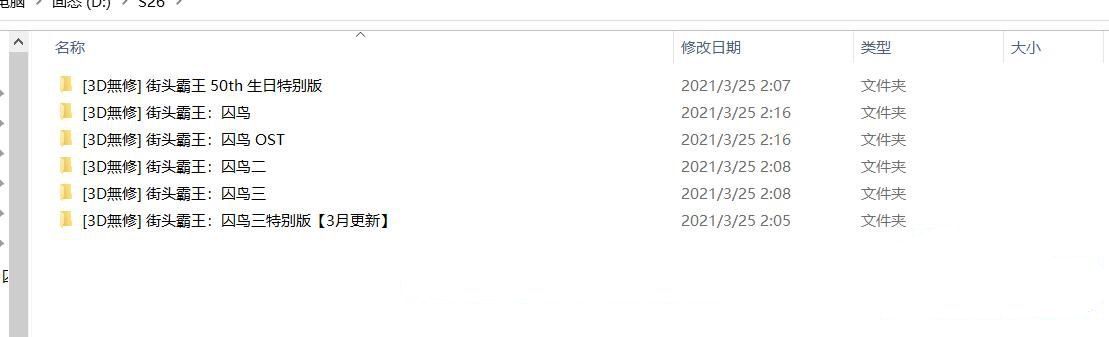 电脑 > 固态 (D:) > S26 >
名称 修改日期 类型 大小
[3D無修] 街头霸王 50th 生日特别版 2021/3/25 2:07 文件夹
[3D無修] 街头霸王：囚鸟 2021/3/25 2:16 文件夹
[3D無修] 街头霸王：囚鸟 OST 2021/3/25 2:16 文件夹
[3D無修] 街头霸王：囚鸟二 2021/3/25 2:08 文件夹
[3D無修] 街头霸王：囚鸟三 2021/3/25 2:08 文件夹
[3D無修] 街头霸王：囚鸟三特别版【3月更新】 2021/3/25 2:05 文件夹